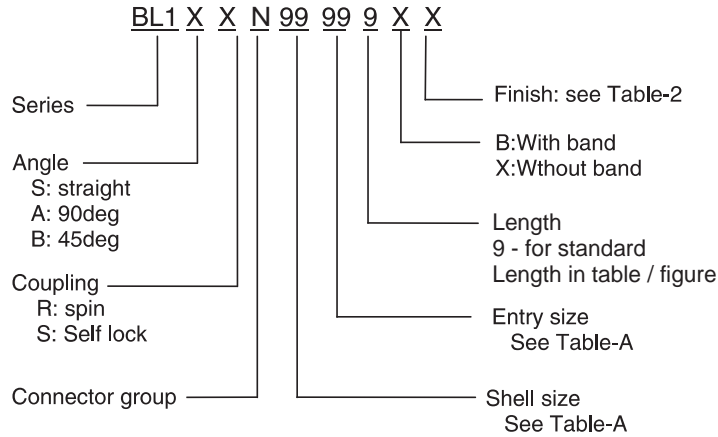 BL1 X X N 99 99 9 X X
Series
Angle
S: straight
A: 90deg
B: 45deg
Coupling
R: spin
S: Self lock
Connector group
Finish: see Table-2
B:With band
X:Wthout band
Length
9 - for standard
Length in table / figure
Entry size
See Table-A
Shell size
See Table-A